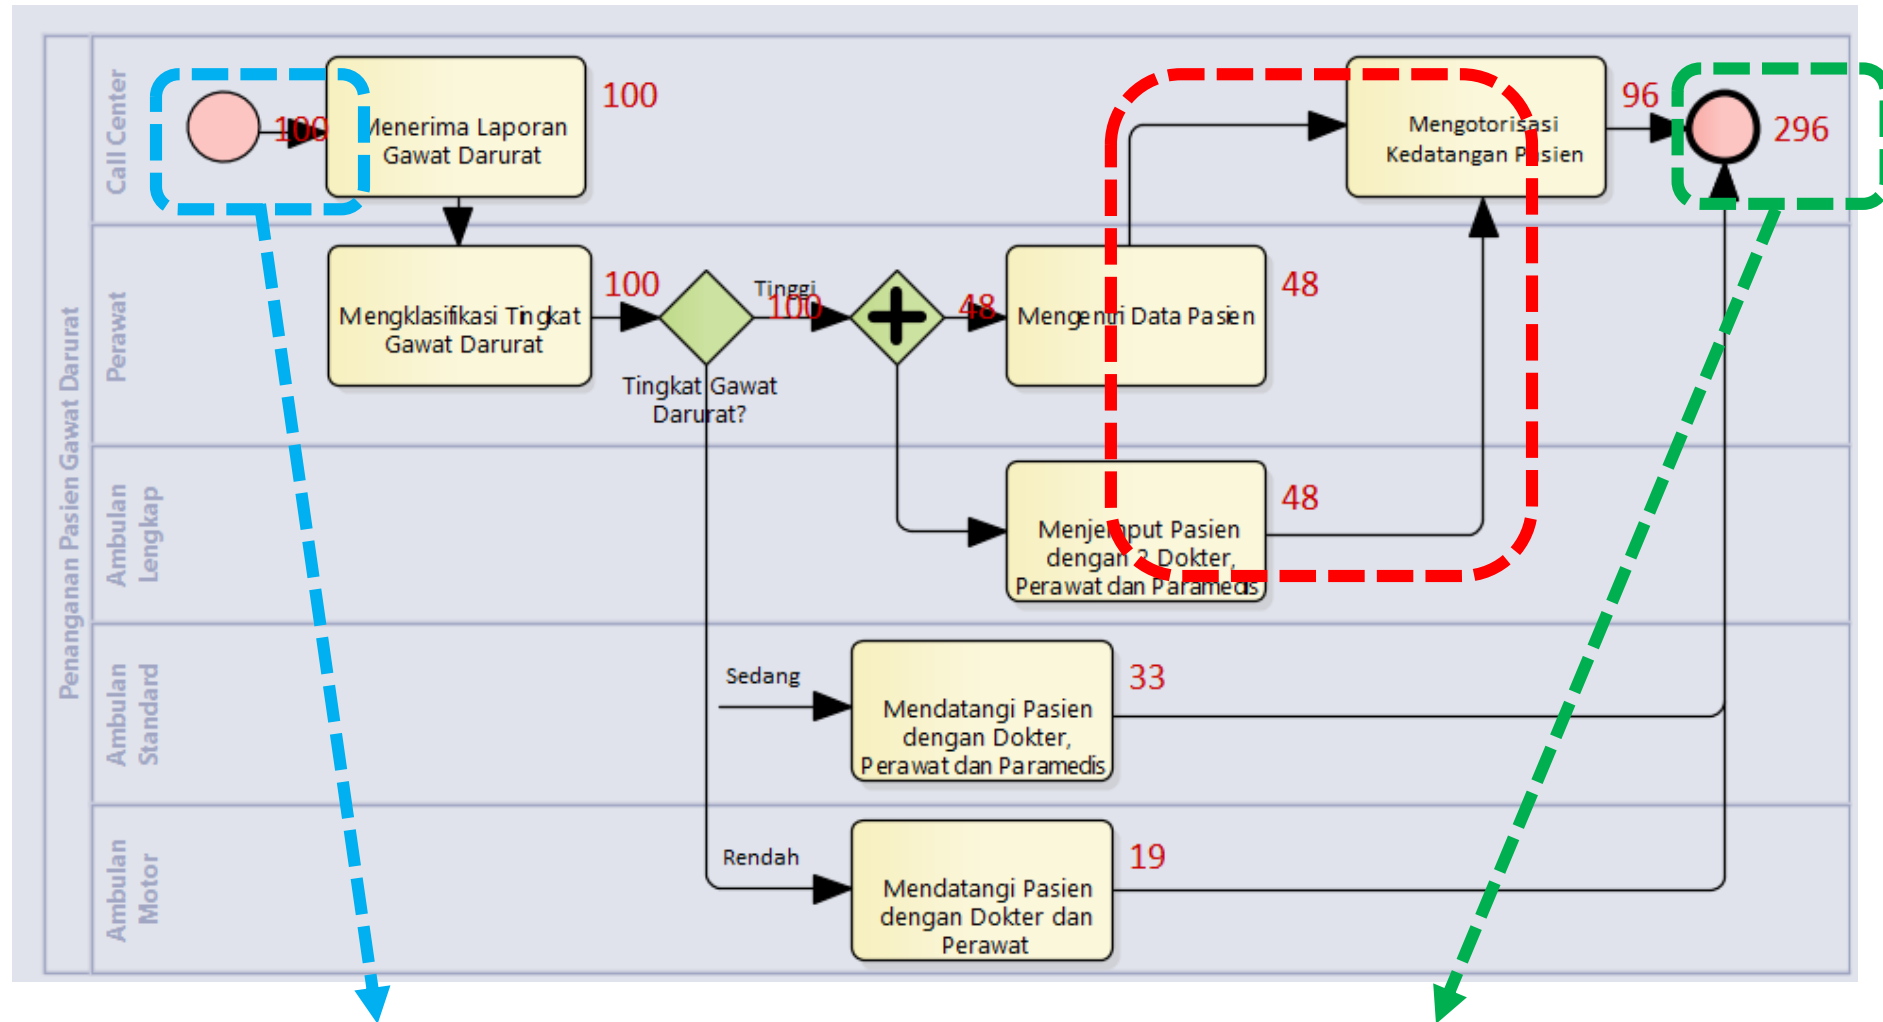 Penanganan Pasien Gawat Darurat
Call Center
100
Menerima Laporan
Gawat Darurat
100
Mengotorisasi
Kedatangan Pasien
96
296
Perawat
Mengklasifikasi Tingkat
Gawat Darurat
100
Tingkat Gawat
Darurat?
Tinggi
100
48
Mengentri Data Pasien
48
Ambulan
Lengkap
Menjemput Pasien
dengan 2 Dokter,
Perawat dan Paramedis
48
Ambulan
Standard
Sedang
Mendatangi Pasien
dengan Dokter,
Perawat dan Paramedis
33
Ambulan
Motor
Rendah
Mendatangi Pasien
dengan Dokter dan
Perawat
19